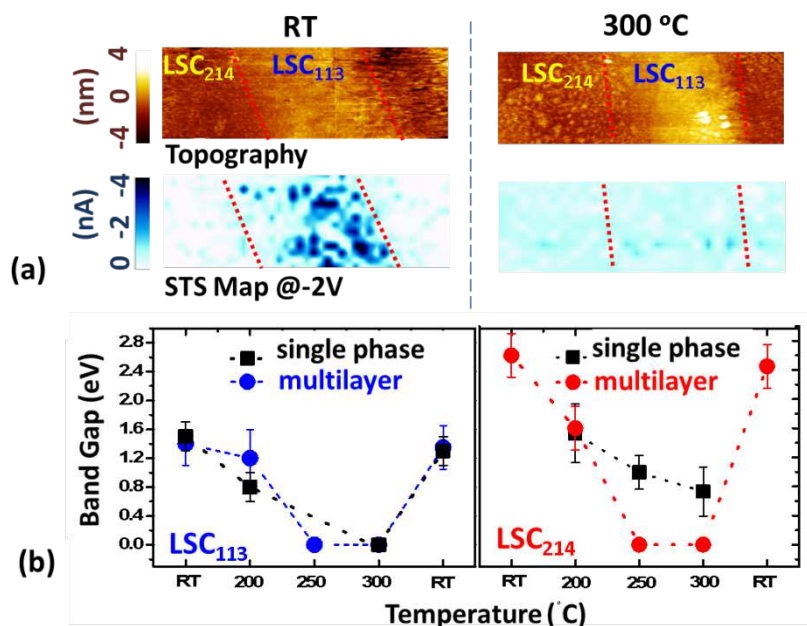 RT
300 °C
4
0
-4
(nm)
LSC214
LSC113
LSC214
LSC113
Topography
-4
-2
0
(nA)
(a)
STS Map @-2V
2.8
2.4
2.0
1.6
1.2
0.8
0.4
0.0
Band Gap (eV)
single phase
multilayer
LSC113
single phase
multilayer
LSC214
(b)
RT 200 250 300 RT
RT 200 250 300 RT
Temperature (°C)